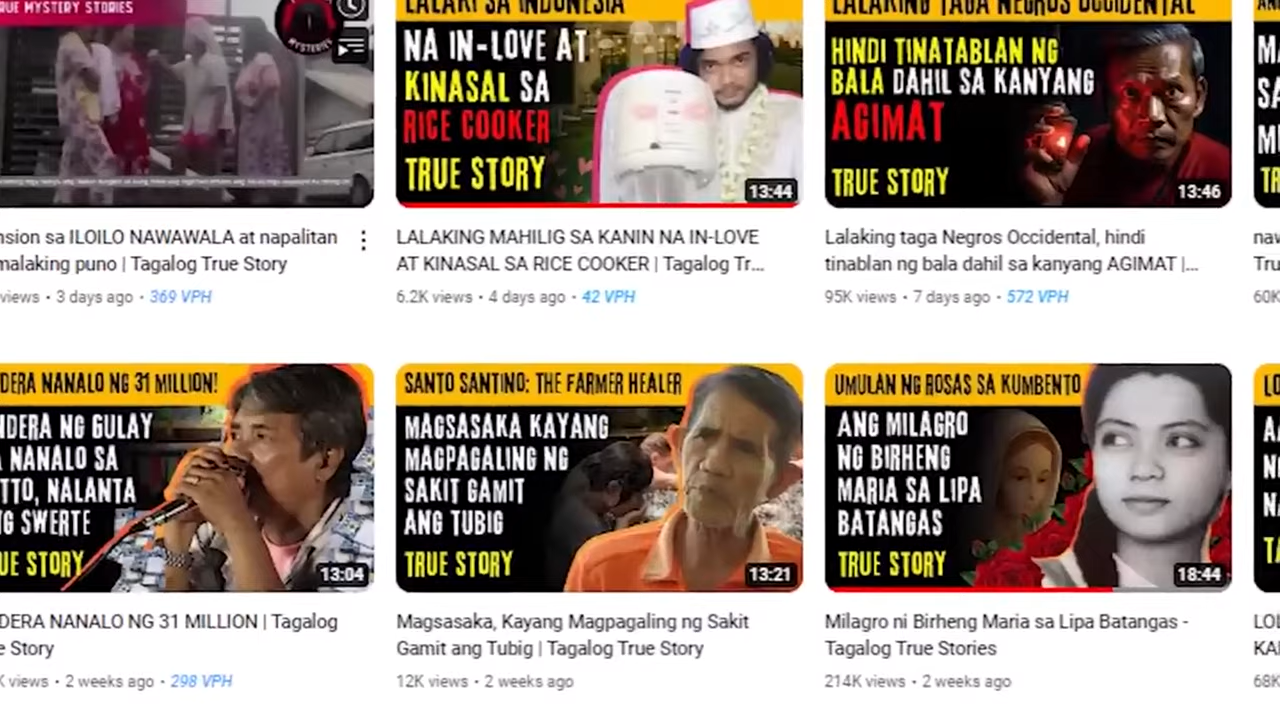 RUE MYSTERY STORIES
MYSTERIES
nsion sa ILOILO NAWAWALA at napalitan
malaking puno | Tagalog True Story
views • 3 days ago • 369 VPH
LALAKI SA INDONESIA
NA IN-LOVE AT
KINASAL SA
RICE COOKER
TRUE STORY
13:44
LALAKING MAHILIG SA KANIN NA IN-LOVE
AT KINASAL SA RICE COOKER | Tagalog Tr...
6.2K views • 4 days ago • 42 VPH
LALAKING TAGA NEGROS OCCIDENTAL
HINDI TINATABLAN NG
BALA DAHIL SA KANYANG
AGIMAT
TRUE STORY
13:46
Lalaking taga Negros Occidental, hindi
tinablan ng bala dahil sa kanyang AGIMAT |...
95K views • 7 days ago • 572 VPH
60K
DERA NANALO NG 31 MILLION!
NDERA NG GULAY
A NANALO SA
TTO, NALANTA
NG SWERTE
UE STORY
13:04
DERA NANALO NG 31 MILLION | Tagalog
e Story
K views • 2 weeks ago • 298 VPH
SANTO SANTINO: THE FARMER HEALER
MAGSASAKA KAYANG
MAGPAGALING NG
SAKIT GAMIT
ANG TUBIG
TRUE STORY
13:21
Magsasaka, Kayang Magpagaling ng Sakit
Gamit ang Tubig | Tagalog True Story
12K views • 2 weeks ago
UMULAN NG ROSAS SA KUMBENTO
ANG MILAGRO
NG BIRHENG
MARIA SA LIPA
BATANGAS
TRUE STORY
18:44
Milagro ni Birheng Maria sa Lipa Batangas -
Tagalog True Stories
214K views • 2 weeks ago
68K